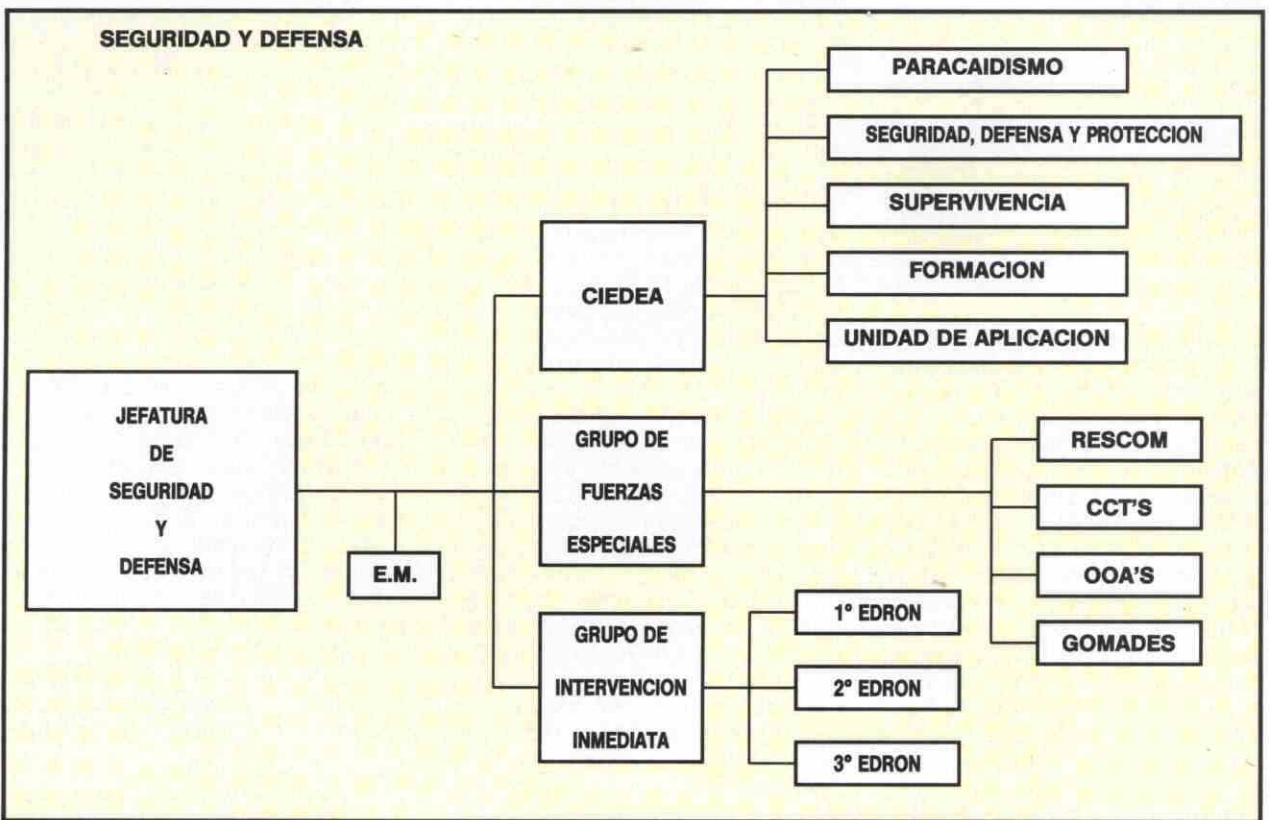 SEGURIDAD Y DEFENSA
PARACAIDISMO
SEGURIDAD, DEFENSA Y PROTECCION
SUPERVIVENCIA
FORMACION
UNIDAD DE APLICACION
CIEDEA
JEFATURA
DE
SEGURIDAD
Y
DEFENSA
E.M.
GRUPO DE
FUERZAS
ESPECIALES
RESCOM
CCT'S
OOA'S
GOMADES
GRUPO DE
INTERVENCION
INMEDIATA
1º EDRON
2º EDRON
3º EDRON